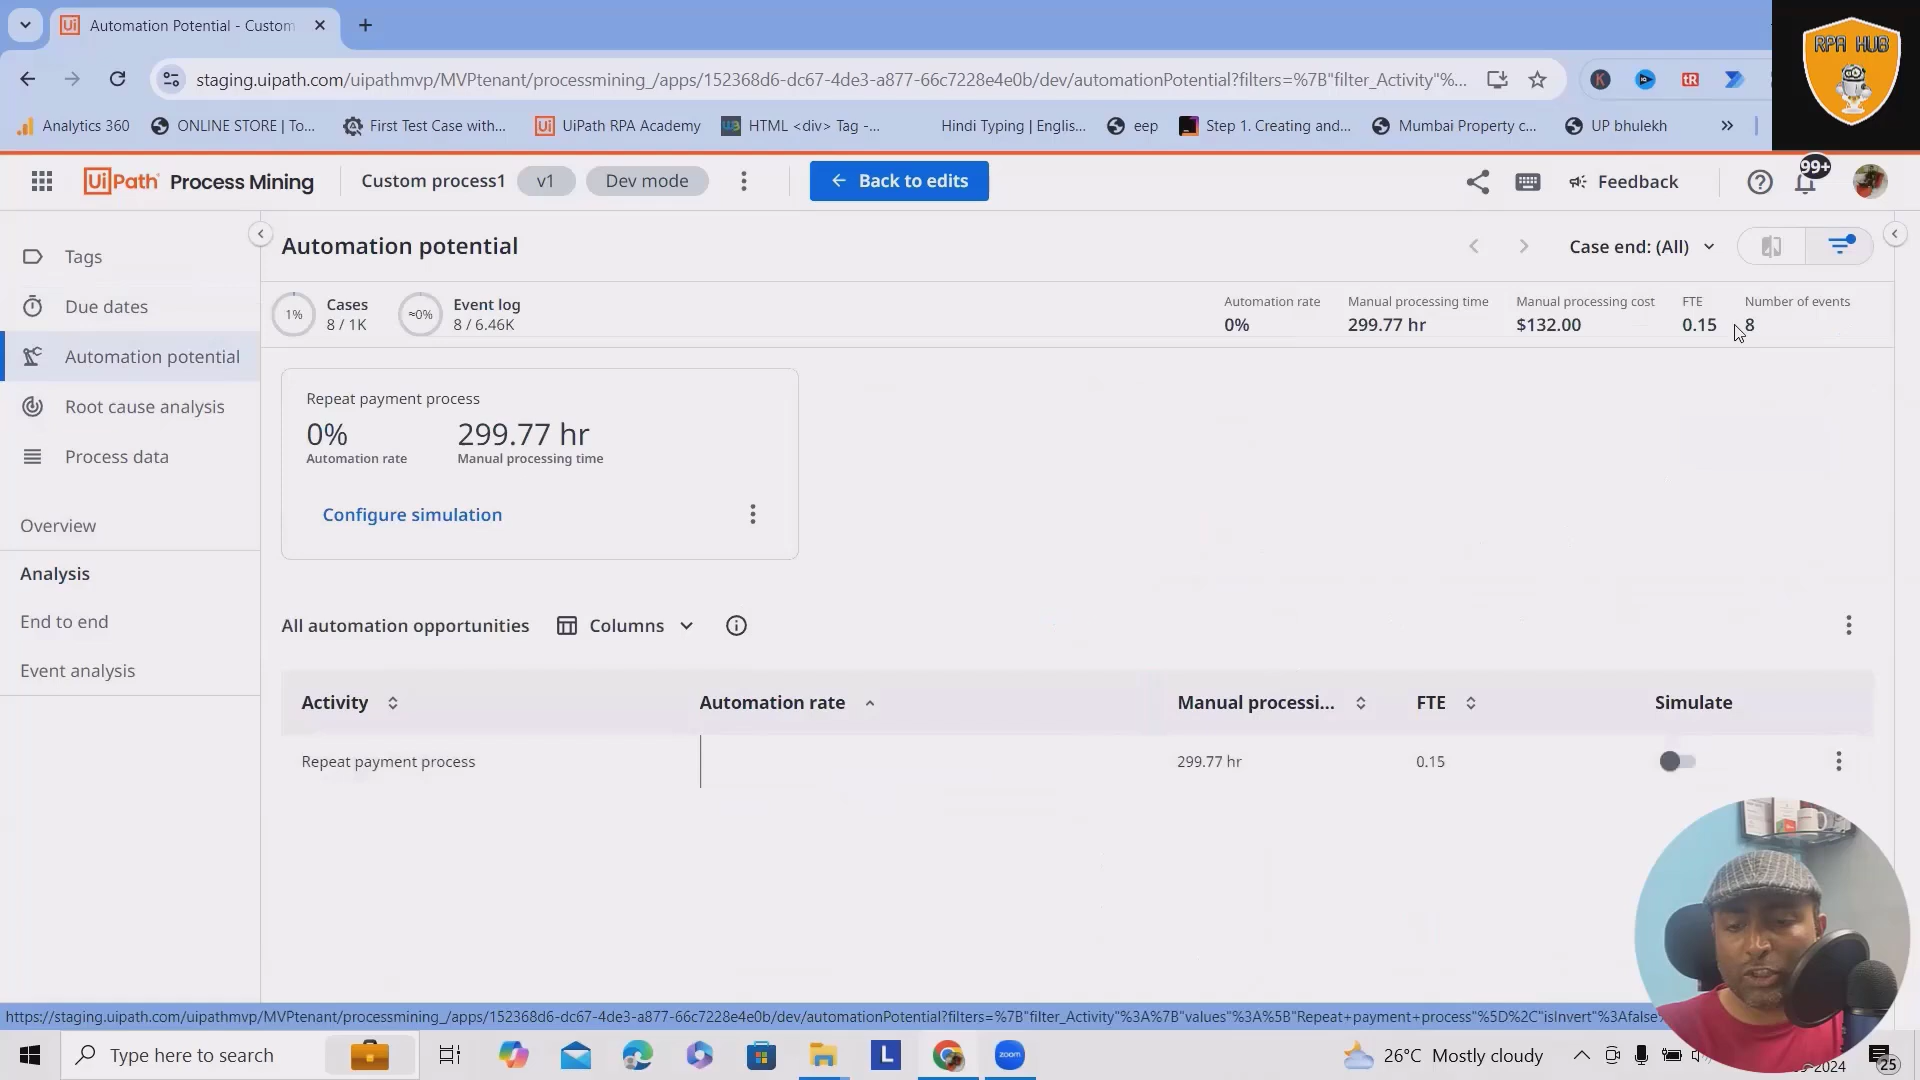 Automation Potential - Custom
staging.uipath.com/uipathmvp/MVPtenant/processmining_/apps/152368d6-dc67-4de3-a877-66c7228e4e0b/dev/automationPotential?filters=%7B"filter_Activity"%...
RPA HUB
Analytics 360
ONLINE STORE | To...
First Test Case with...
UiPath RPA Academy
HTML <div> Tag -...
Hindi Typing | Englis...
eep
Step 1. Creating and...
Mumbai Property c...
UP bhulekh
UiPath Process Mining
Custom process1
v1
Dev mode
Back to edits
Feedback
99+
Tags
Due dates
Automation potential
Root cause analysis
Process data
Overview
Analysis
End to end
Event analysis
Automation potential
Case end: (All)
1%
Cases
8 / 1K
≈0%
Event log
8 / 6.46K
Automation rate
0%
Manual processing time
299.77 hr
Manual processing cost
$132.00
FTE
0.15
Number of events
8
Repeat payment process
0%
Automation rate
299.77 hr
Manual processing time
Configure simulation
All automation opportunities
Columns
Activity
Automation rate
Manual processi...
FTE
Simulate
Repeat payment process
299.77 hr
0.15
https://staging.uipath.com/uipathmvp/MVPtenant/processmining_/apps/152368d6-dc67-4de3-a877-66c7228e4e0b/dev/automationPotential?filters=%7B"filter_Activity"%3A%7B"values"%3A%5B"Repeat+payment+process"%5D%2C"isInvert"%3Afalse
Type here to search
L
zoom
26°C Mostly cloudy
2024
25